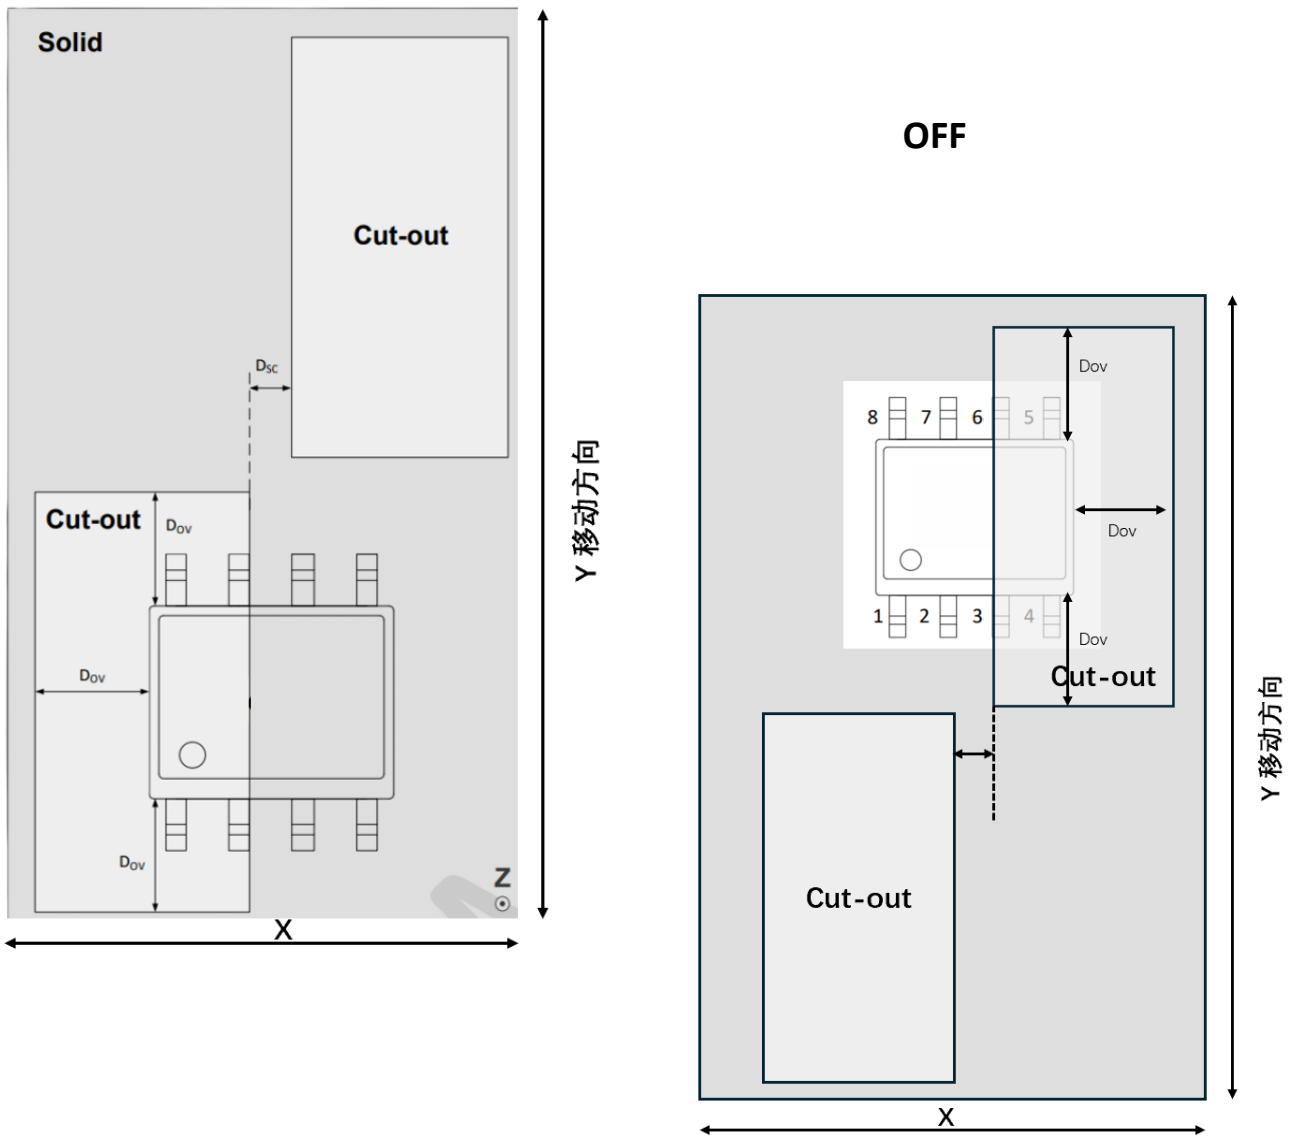 Solid
Cut-out
DSC
Cut-out
DOV
DOV
DOV
Z
X
Y 移动方向
OFF
Dov
8 7 6 5
Dov
1 2 3 4
Dov
Cut-out
Cut-out
X
Y 移动方向